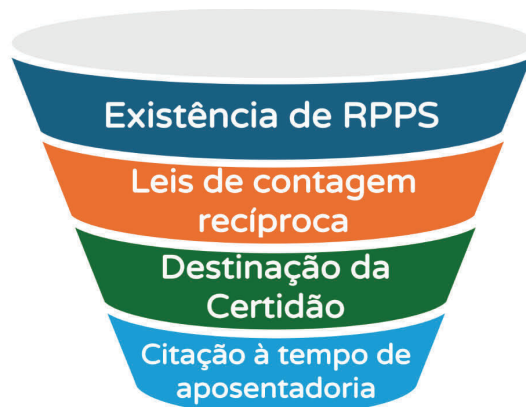 Existência de RPPS
Leis de contagem
recíproca
Destinação da
Certidão
Citação à tempo de
aposentadoria